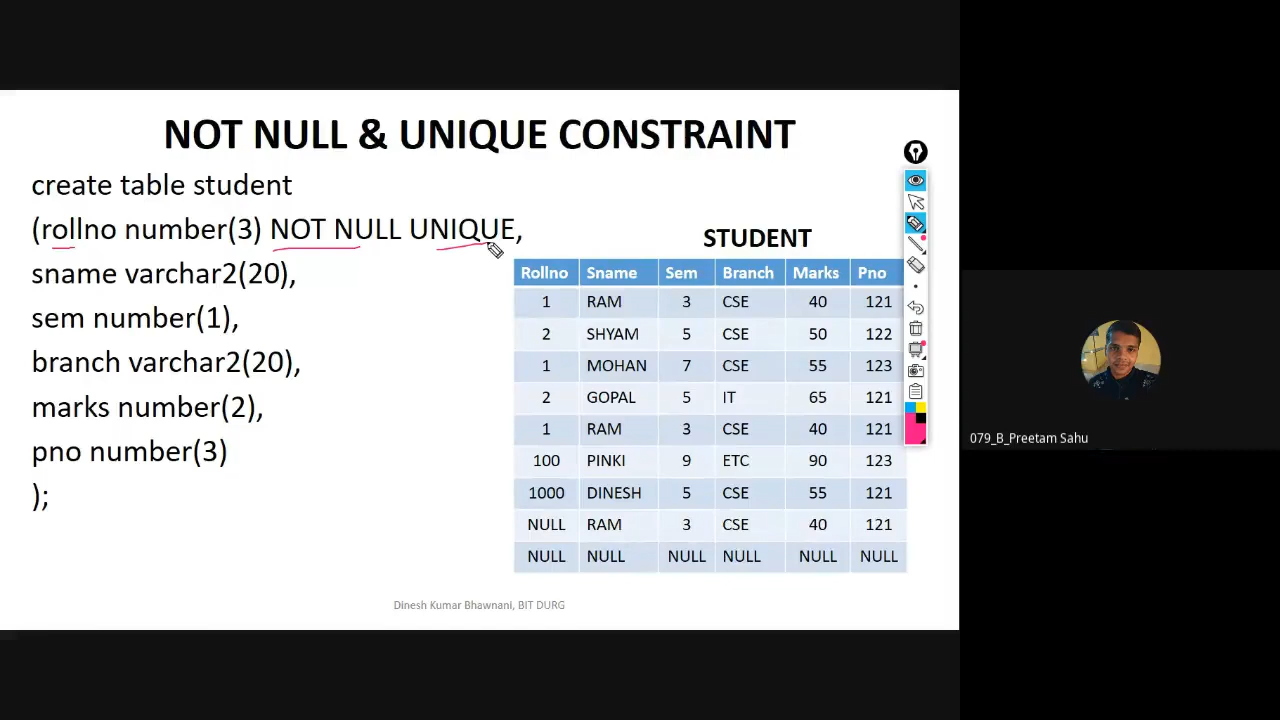 NOT NULL & UNIQUE CONSTRAINT
create table student
(rollno number(3) NOT NULL UNIQUE,
sname varchar2(20),
sem number(1),
branch varchar2(20),
marks number(2),
pno number(3)
);
STUDENT
Rollno Sname Sem Branch Marks Pno
1 RAM 3 CSE 40 121
2 SHYAM 5 CSE 50 122
1 MOHAN 7 CSE 55 123
2 GOPAL 5 IT 65 121
1 RAM 3 CSE 40 121
100 PINKI 9 ETC 90 123
1000 DINESH 5 CSE 55 121
NULL RAM 3 CSE 40 121
NULL NULL NULL NULL NULL NULL
Dinesh Kumar Bhawnani, BIT DURG
079_B_Preetam Sahu